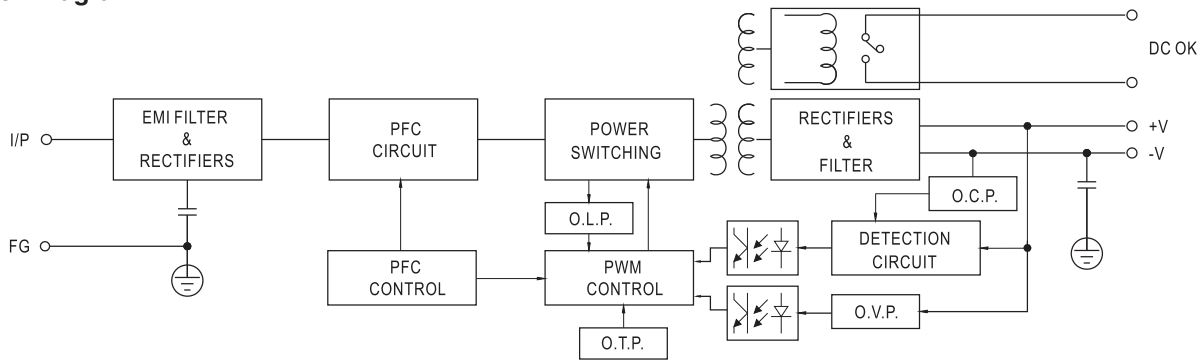 DC OK
EMI FILTER
&
RECTIFIERS
PFC
CIRCUIT
POWER
SWITCHING
RECTIFIERS
&
FILTER
I/P
+V
-V
O.C.P.
O.L.P.
FG
DETECTION
CIRCUIT
PFC
CONTROL
PWM
CONTROL
O.V.P.
O.T.P.